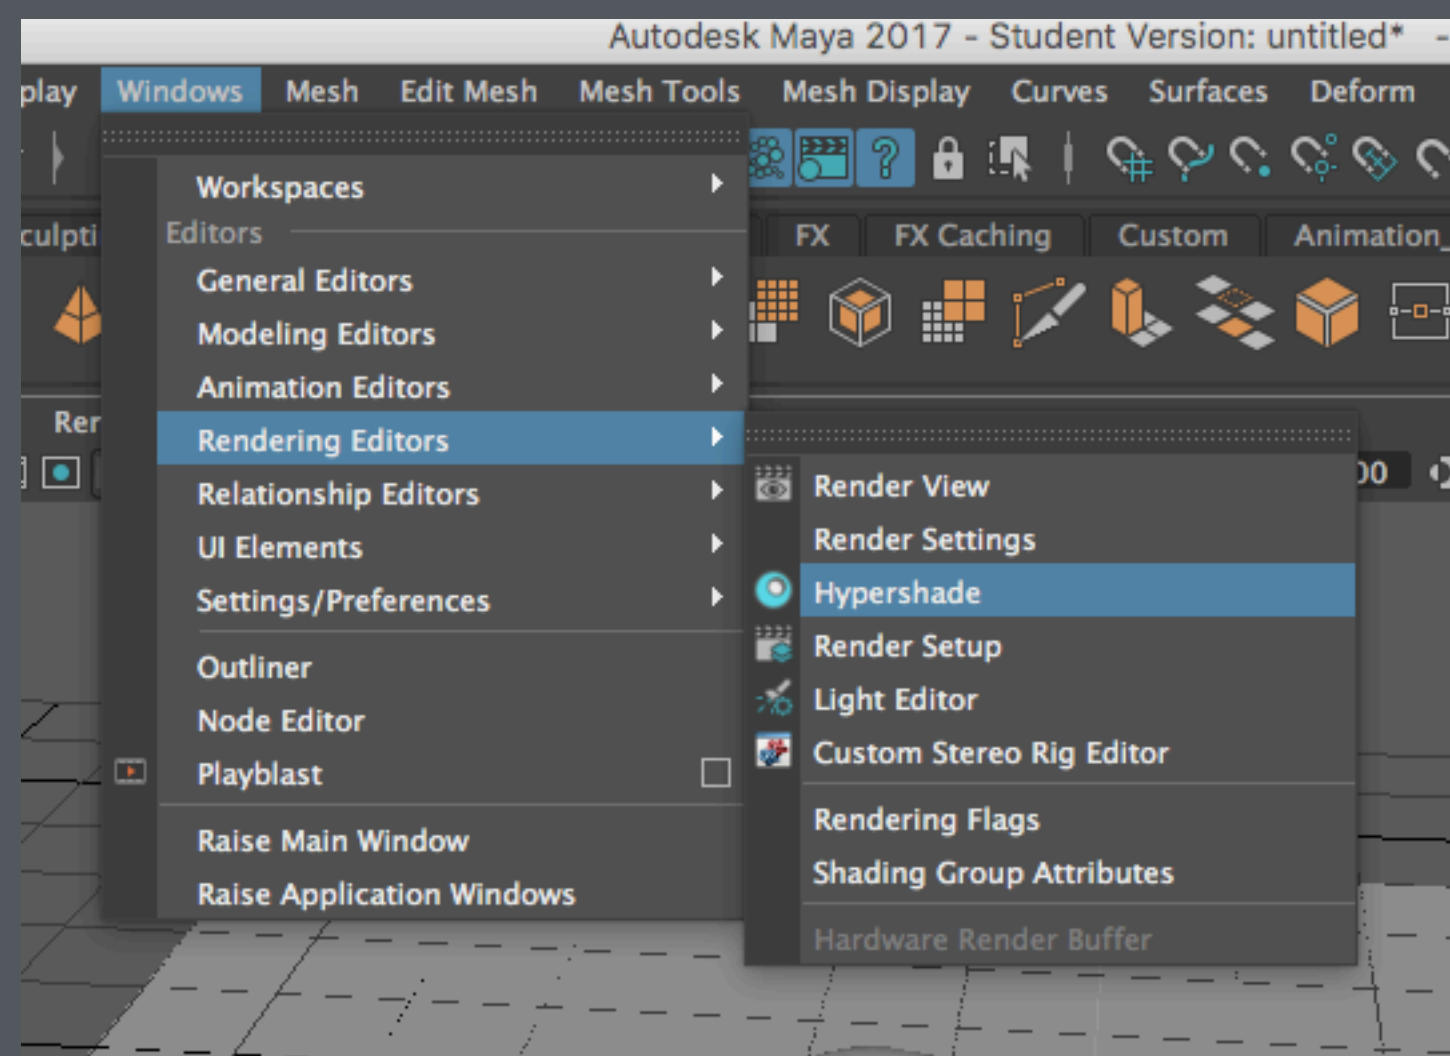 Autodesk Maya 2017 - Student Version: untitled* -
play Windows Mesh Edit Mesh Mesh Tools Mesh Display Curves Surfaces Deform
culpti FX FX Caching Custom Animation_
Ren
00
Workspaces
Editors
General Editors
Modeling Editors
Animation Editors
Rendering Editors
Relationship Editors
UI Elements
Settings/Preferences
Outliner
Node Editor
Playblast
Raise Main Window
Raise Application Windows
Render View
Render Settings
Hypershade
Render Setup
Light Editor
Custom Stereo Rig Editor
Rendering Flags
Shading Group Attributes
Hardware Render Buffer